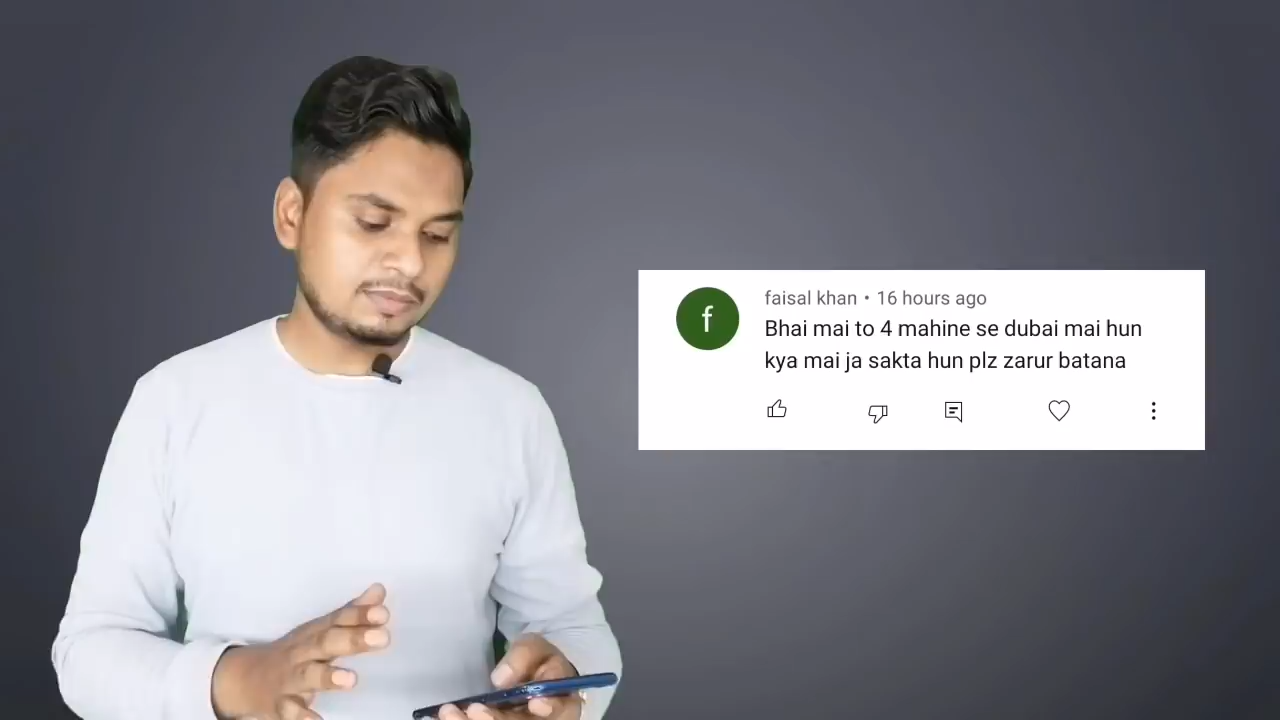 f
faisal khan • 16 hours ago
Bhai mai to 4 mahine se dubai mai hun
kya mai ja sakta hun plz zarur batana